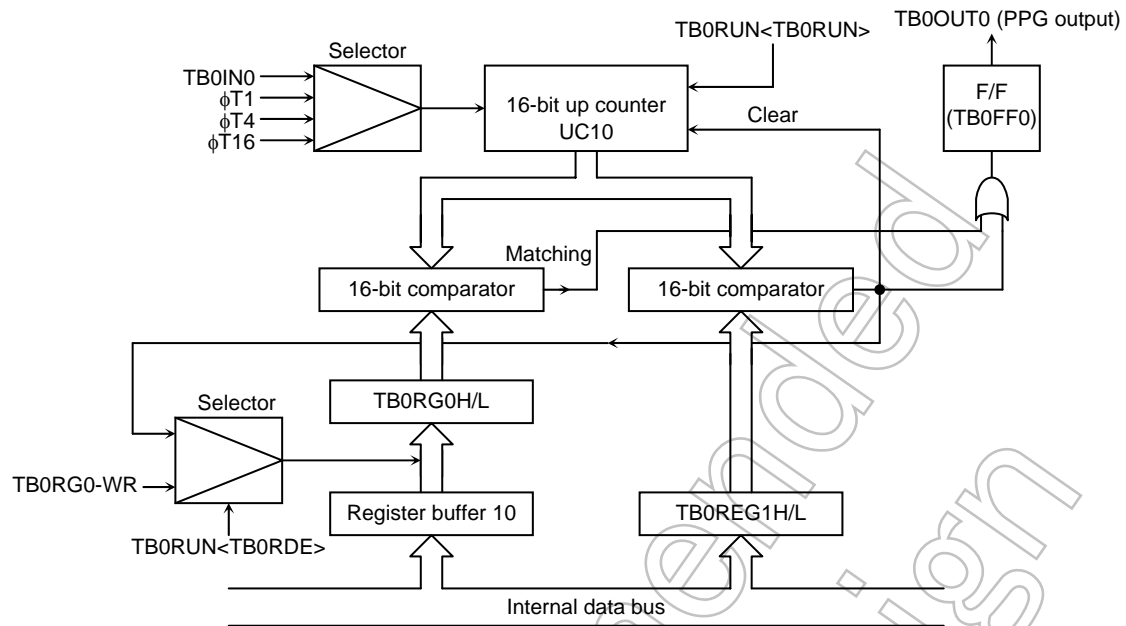 TB0OUT0 (PPG output)
TB0RUN<TB0RUN>
Selector
TB0IN0
ϕT1
ϕT4
ϕT16
16-bit up counter
UC10
Clear
F/F
(TB0FF0)
Matching
16-bit comparator
16-bit comparator
TB0RG0H/L
Selector
TB0RG0-WR
Register buffer 10
TB0REG1H/L
TB0RUN<TB0RDE>
Internal data bus